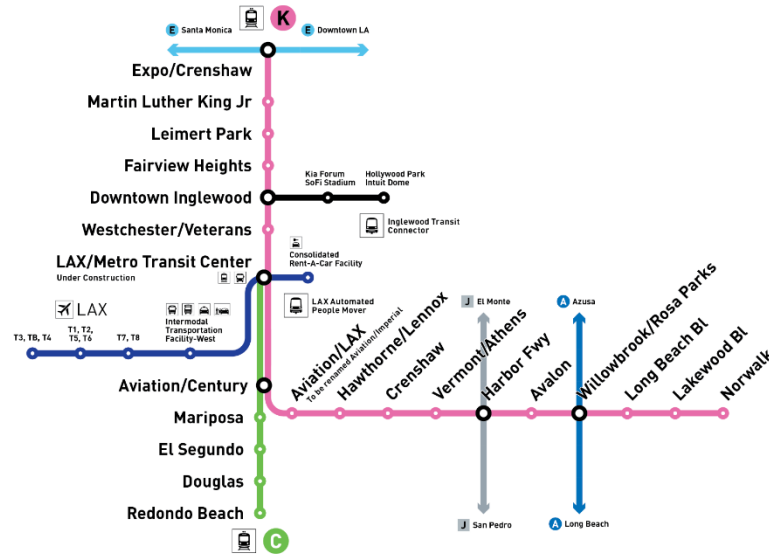 K
E Santa Monica
E Downtown LA
Expo/Crenshaw
Martin Luther King Jr
Leimert Park
Fairview Heights
Kia Forum
SoFi Stadium
Hollywood Park
Intuit Dome
Downtown Inglewood
Inglewood Transit
Connector
Westchester/Veterans
LAX/Metro Transit Center
Under Construction
Consolidated
Rent-A-Car Facility
LAX Automated
People Mover
LAX
T3, TB, T4
T1, T2,
T5, T6
T7, T8
Intermodal
Transportation
Facility-West
J El Monte
A Azusa
Aviation/LAX
To be renamed Aviation/Imperial
Hawthorne/Lennox
Crenshaw
Vermont/Athens
Harbor Fwy
Avalon
Willowbrook/Rosa Parks
Long Beach Bl
Lakewood Bl
Norwalk
Aviation/Century
Mariposa
El Segundo
Douglas
Redondo Beach
J San Pedro
A Long Beach
C